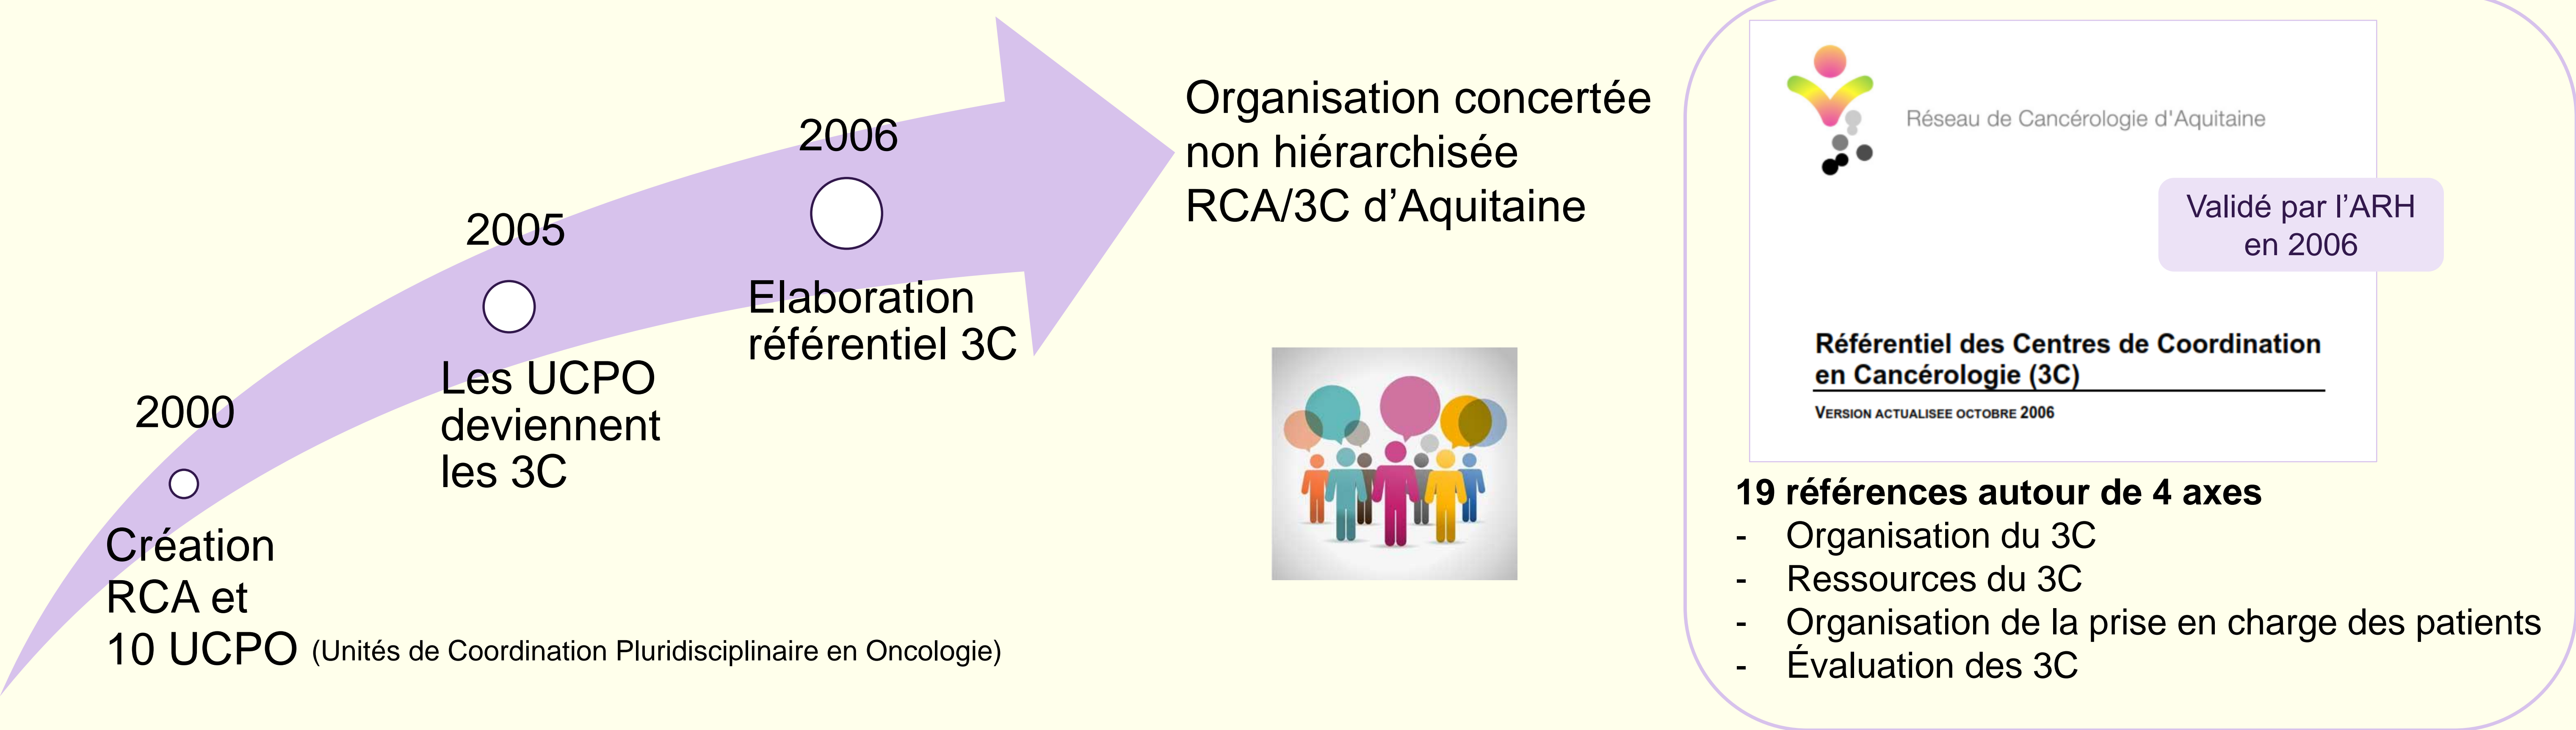 2000
Création
RCA et
10 UCPO (Unités de Coordination Pluridisciplinaire en Oncologie)
2005
Les UCPO
deviennent
les 3C
2006
Elaboration
référentiel 3C
Organisation concertée
non hiérarchisée
RCA/3C d’Aquitaine
Réseau de Cancérologie d'Aquitaine
Validé par l’ARH
en 2006
Référentiel des Centres de Coordination
en Cancérologie (3C)
VERSION ACTUALISEE OCTOBRE 2006
19 références autour de 4 axes
- Organisation du 3C
- Ressources du 3C
- Organisation de la prise en charge des patients
- Évaluation des 3C